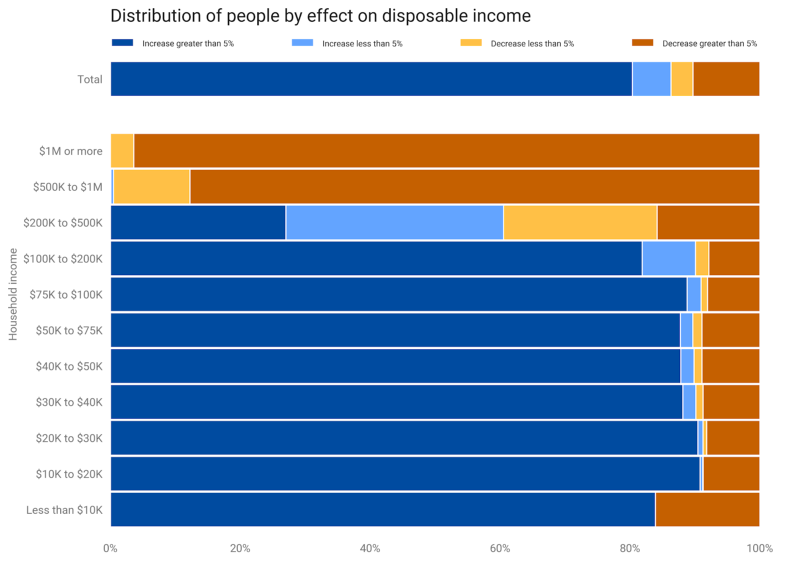 Distribution of people by effect on disposable income
Increase greater than 5% Increase less than 5% Decrease less than 5% Decrease greater than 5%
Total
Household income
$1M or more
$500K to $1M
$200K to $500K
$100K to $200K
$75K to $100K
$50K to $75K
$40K to $50K
$30K to $40K
$20K to $30K
$10K to $20K
Less than $10K
0% 20% 40% 60% 80% 100%